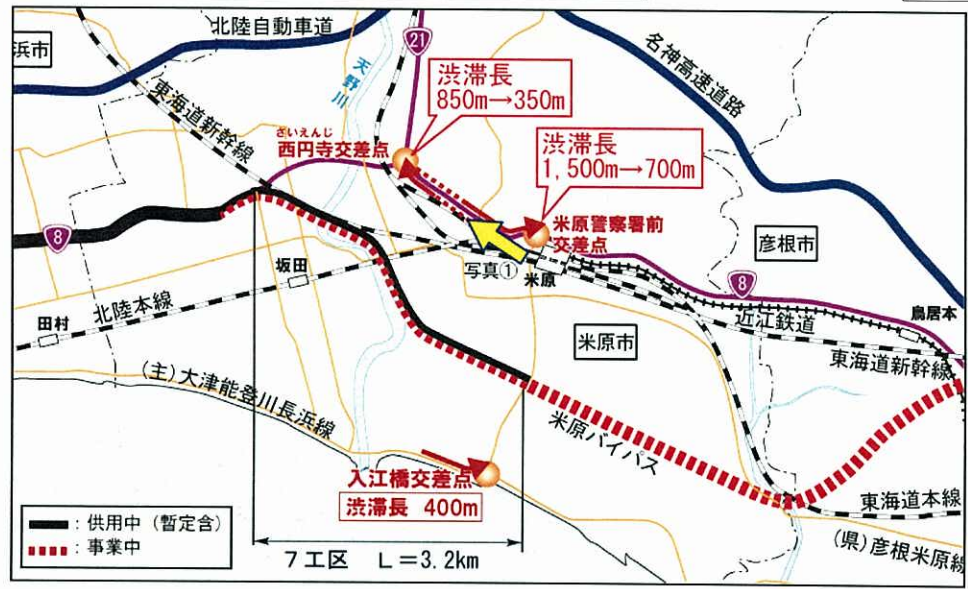 北陸自動車道
浜市
21
天野川
名神高速道路
渋滞長
850m→350m
東海道新幹線
さいえんじ
西円寺交差点
渋滞長
1,500m→700m
8
米原警察署前
交差点
彦根市
坂田
写真①
米原
8
北陸本線
田村
鳥居本
近江鉄道
米原市
東海道新幹線
(主)大津能登川長浜線
米原バイパス
入江橋交差点
渋滞長 400m
東海道本線
:供用中(暫定含)
:事業中
(県)彦根米原線
7工区 L=3.2km